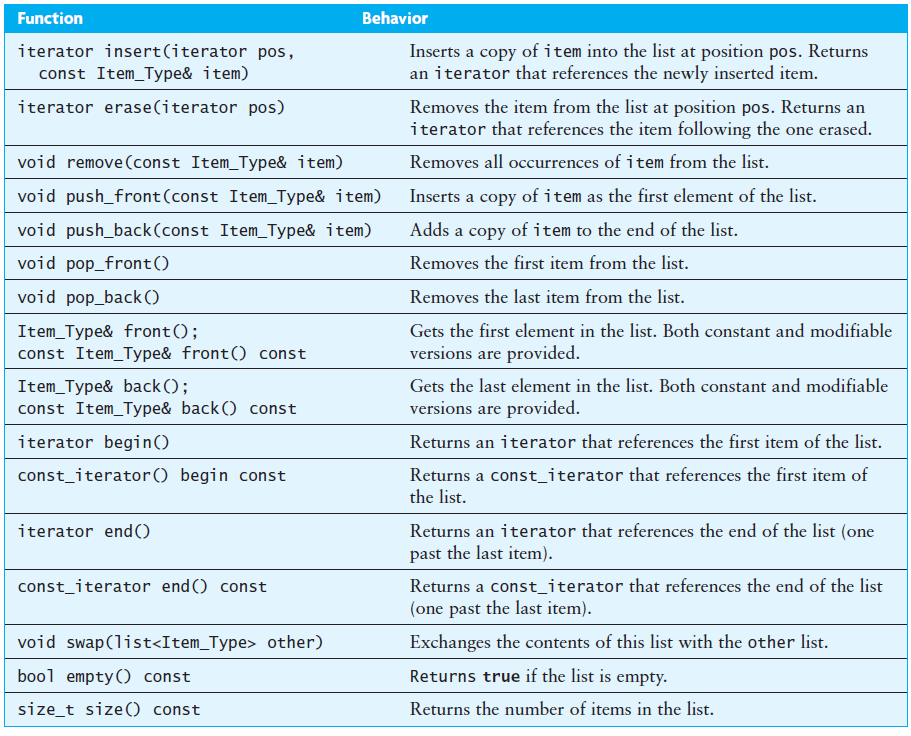 Function Behavior
iterator insert(iterator pos, Inserts a copy of item into the list at position pos. Returns
const Item_Type& item) an iterator that references the newly inserted item.
iterator erase(iterator pos) Removes the item from the list at position pos. Returns an
iterator that references the item following the one erased.
void remove(const Item_Type& item) Removes all occurrences of item from the list.
void push_front(const Item_Type& item) Inserts a copy of item as the first element of the list.
void push_back(const Item_Type& item) Adds a copy of item to the end of the list.
void pop_front() Removes the first item from the list.
void pop_back() Removes the last item from the list.
Item_Type& front(); Gets the first element in the list. Both constant and modifiable
const Item_Type& front() const versions are provided.
Item_Type& back(); Gets the last element in the list. Both constant and modifiable
const Item_Type& back() const versions are provided.
iterator begin() Returns an iterator that references the first item of the list.
const_iterator() begin const Returns a const_iterator that references the first item of
the list.
iterator end() Returns an iterator that references the end of the list (one
past the last item).
const_iterator end() const Returns a const_iterator that references the end of the list
(one past the last item).
void swap(list<Item_Type> other) Exchanges the contents of this list with the other list.
bool empty() const Returns true if the list is empty.
size_t size() const Returns the number of items in the list.